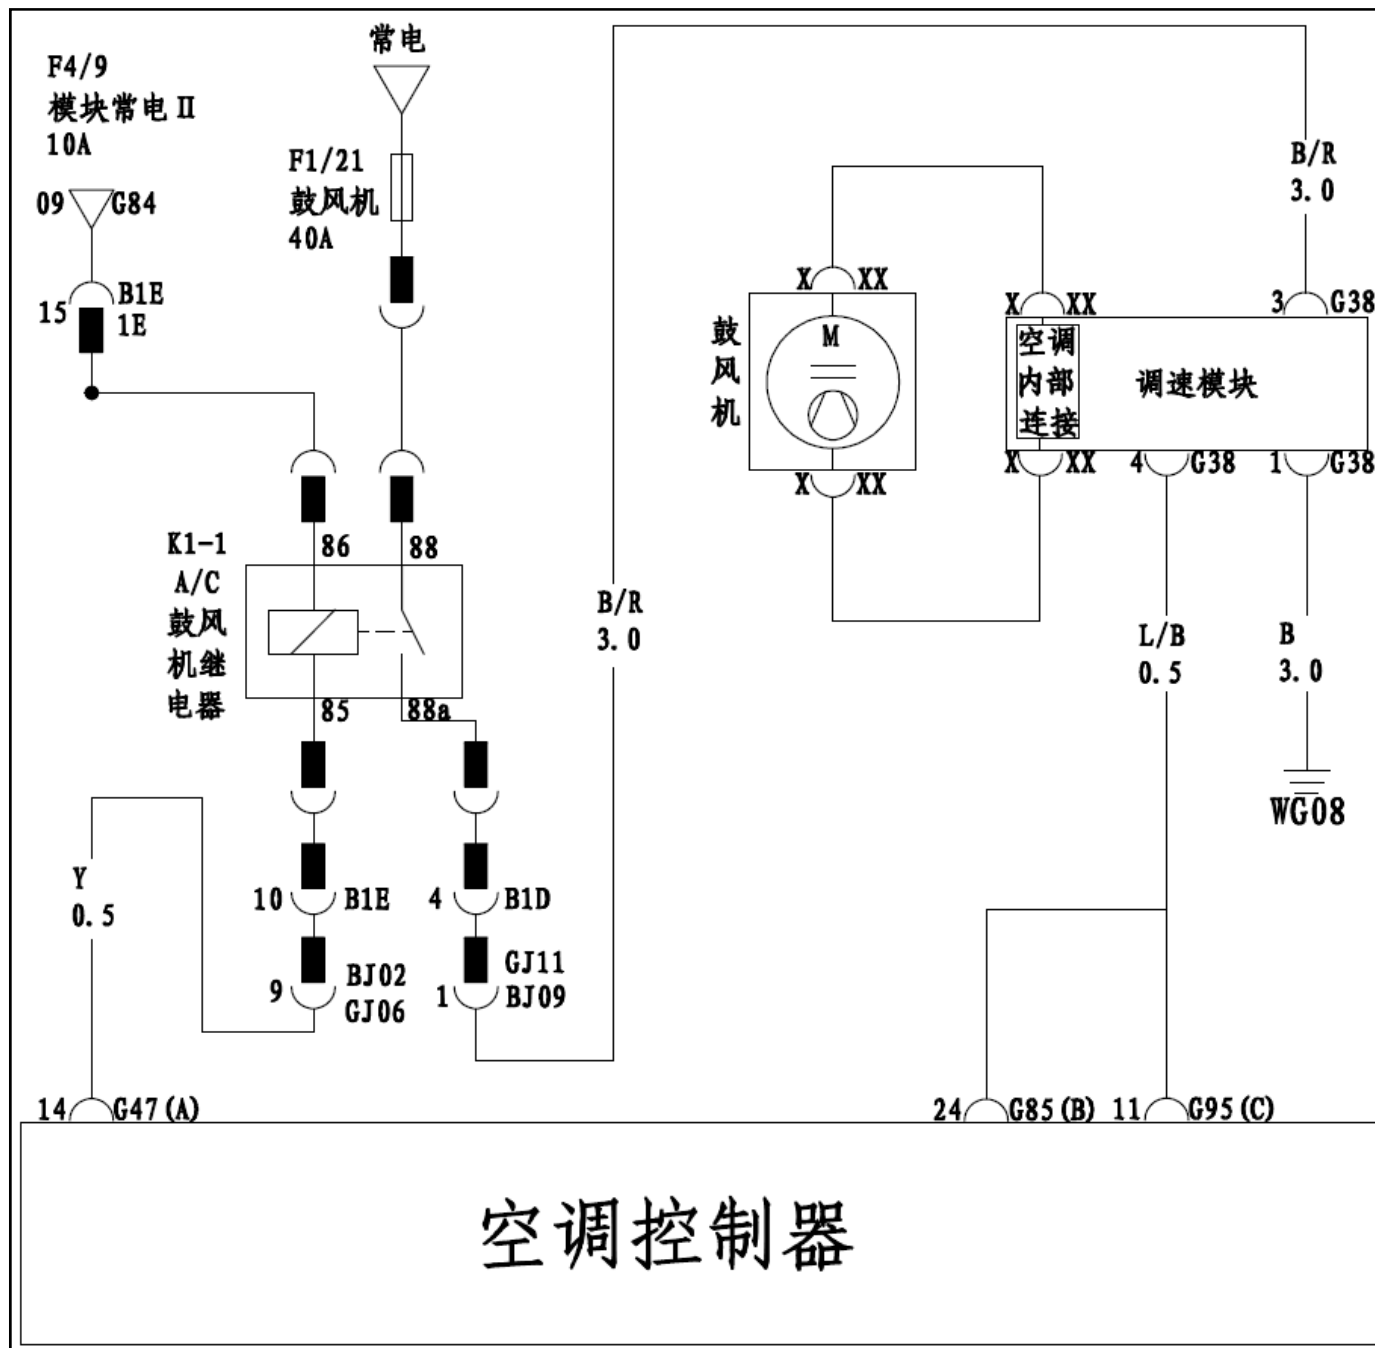 常电
F4/9
模块常电 II
10A
F1/21
鼓风机
40A
09
G84
15
B1E
1E
B/R
3.0
X
XX
鼓
风
机
M
X
XX
X
XX
空调
内部
连接
调速模块
3
G38
X
XX
4
G38
1
G38
K1-1
A/C
鼓风
机继
电器
86
88
85
88a
B/R
3.0
L/B
0.5
B
3.0
WG08
Y
0.5
10
B1E
4
B1D
9
BJ02
GJ06
1
GJ11
BJ09
14
G47(A)
24
G85(B)
11
G95(C)
空调控制器